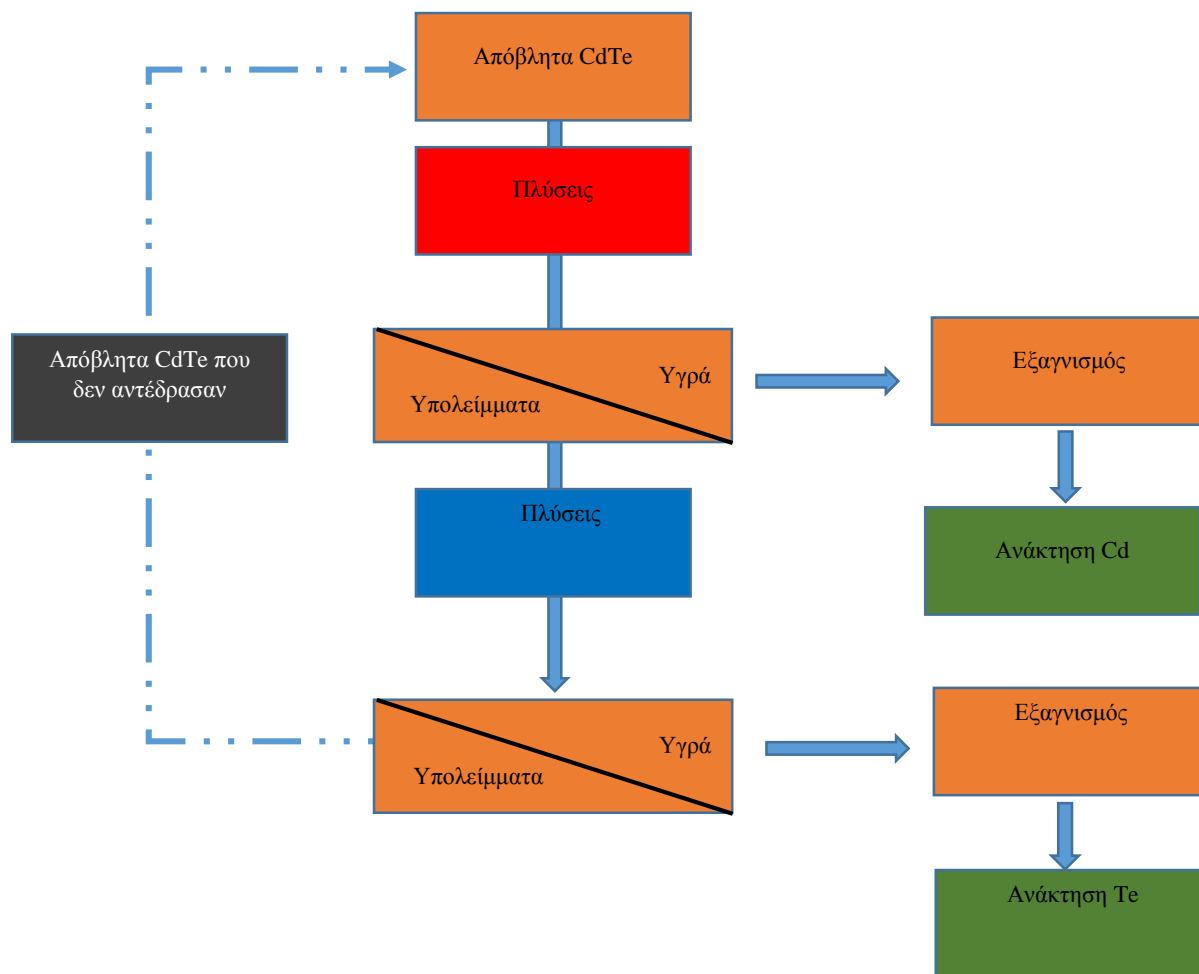 Απόβλητα CdTe
Πλύσεις
Απόβλητα CdTe που
δεν αντέδρασαν
Υγρά
Υπολείμματα
Εξαγνισμός
Πλύσεις
Ανάκτηση Cd
Υγρά
Υπολείμματα
Εξαγνισμός
Ανάκτηση Te